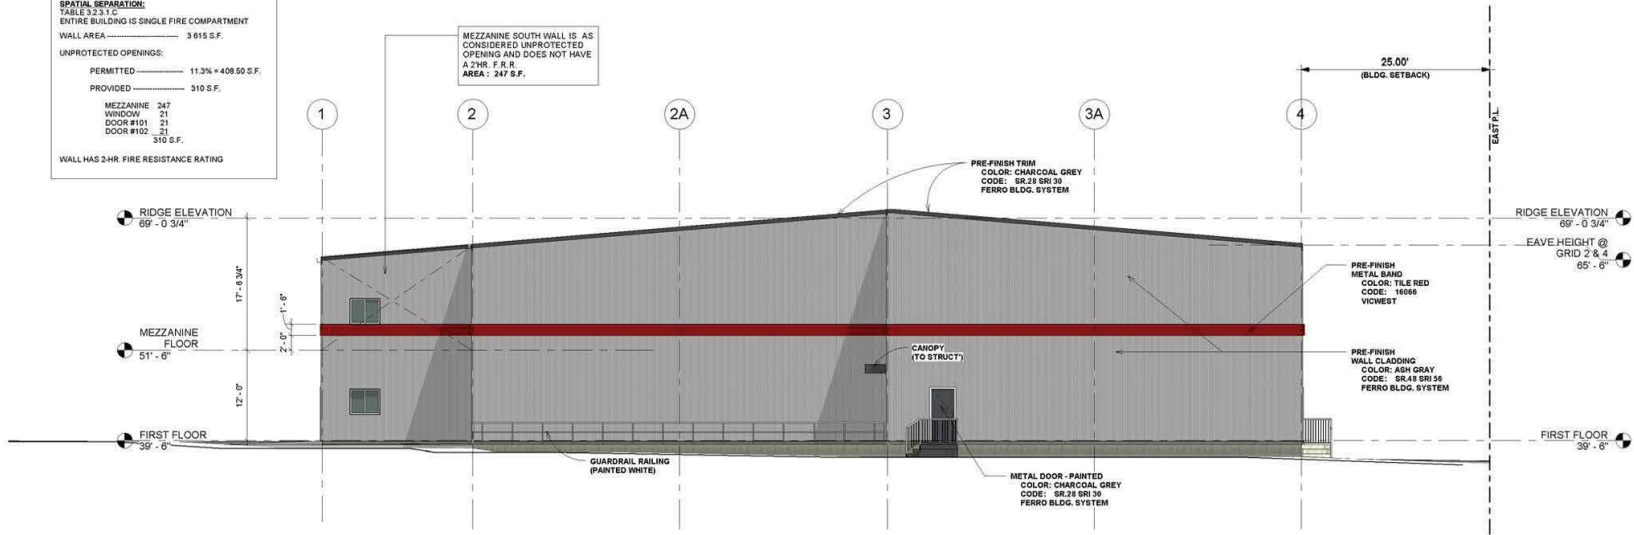 SPATIAL SEPARATION:
TABLE 3.2.3.1.C
ENTIRE BUILDING IS SINGLE FIRE COMPARTMENT
WALL AREA ------------------------ 3 615 S.F.
UNPROTECTED OPENINGS:
PERMITTED ---------------- 11.3% = 408.50 S.F.
PROVIDED ------------------ 310 S.F.
MEZZANINE 247
WINDOW 21
DOOR #101 21
DOOR #102 21
310 S.F.
WALL HAS 2-HR. FIRE RESISTANCE RATING
MEZZANINE SOUTH WALL IS AS
CONSIDERED UNPROTECTED
OPENING AND DOES NOT HAVE
A 2'HR. F.R.R.
AREA : 247 S.F.
25.00'
(BLDG. SETBACK)
EAST P.L.
1
2
2A
3
3A
4
PRE-FINISH TRIM
COLOR: CHARCOAL GREY
CODE: SR.28 SRI 30
FERRO BLDG. SYSTEM
RIDGE ELEVATION
69' - 0 3/4"
RIDGE ELEVATION
69' - 0 3/4"
EAVE HEIGHT @
GRID 2 & 4
65' - 6"
PRE-FINISH
METAL BAND
COLOR: TILE RED
CODE: 16066
VICWEST
17' - 6 3/4"
1' - 6"
2' - 0"
12' - 0"
MEZZANINE
FLOOR
51' - 6"
CANOPY
(TO STRUCT')
PRE-FINISH
WALL CLADDING
COLOR: ASH GRAY
CODE: SR.48 SRI 56
FERRO BLDG. SYSTEM
FIRST FLOOR
39' - 6"
FIRST FLOOR
39' - 6"
GUARDRAIL RAILING
(PAINTED WHITE)
METAL DOOR - PAINTED
COLOR: CHARCOAL GREY
CODE: SR.28 SRI 30
FERRO BLDG. SYSTEM